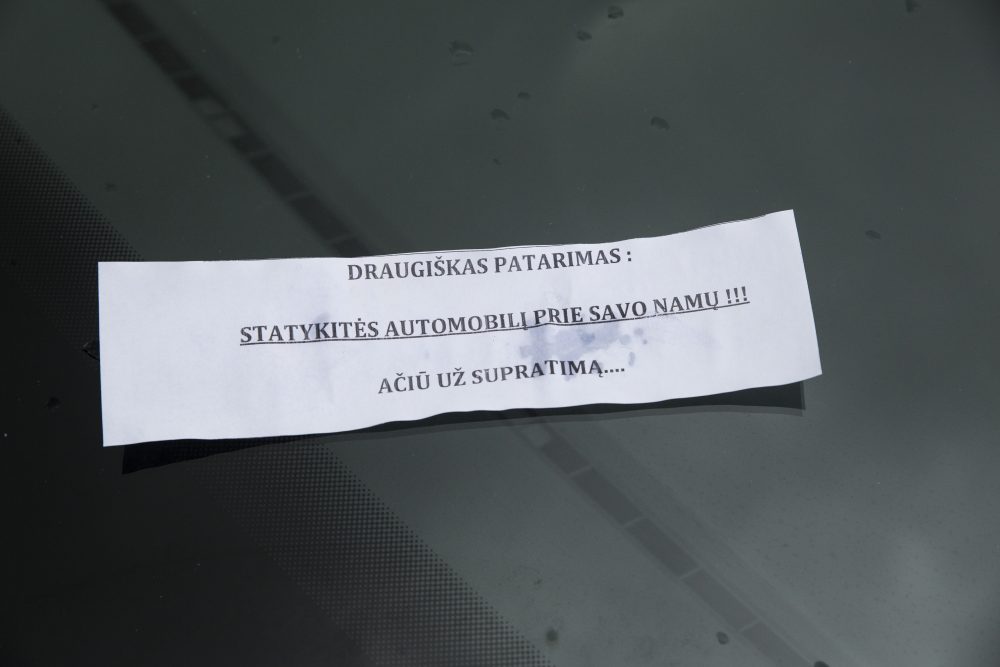 DRAUGIŠKAS PATARIMAS :
STATYKITĖS AUTOMOBILĮ PRIE SAVO NAMŲ !!!
AČIŪ UŽ SUPRATIMĄ....